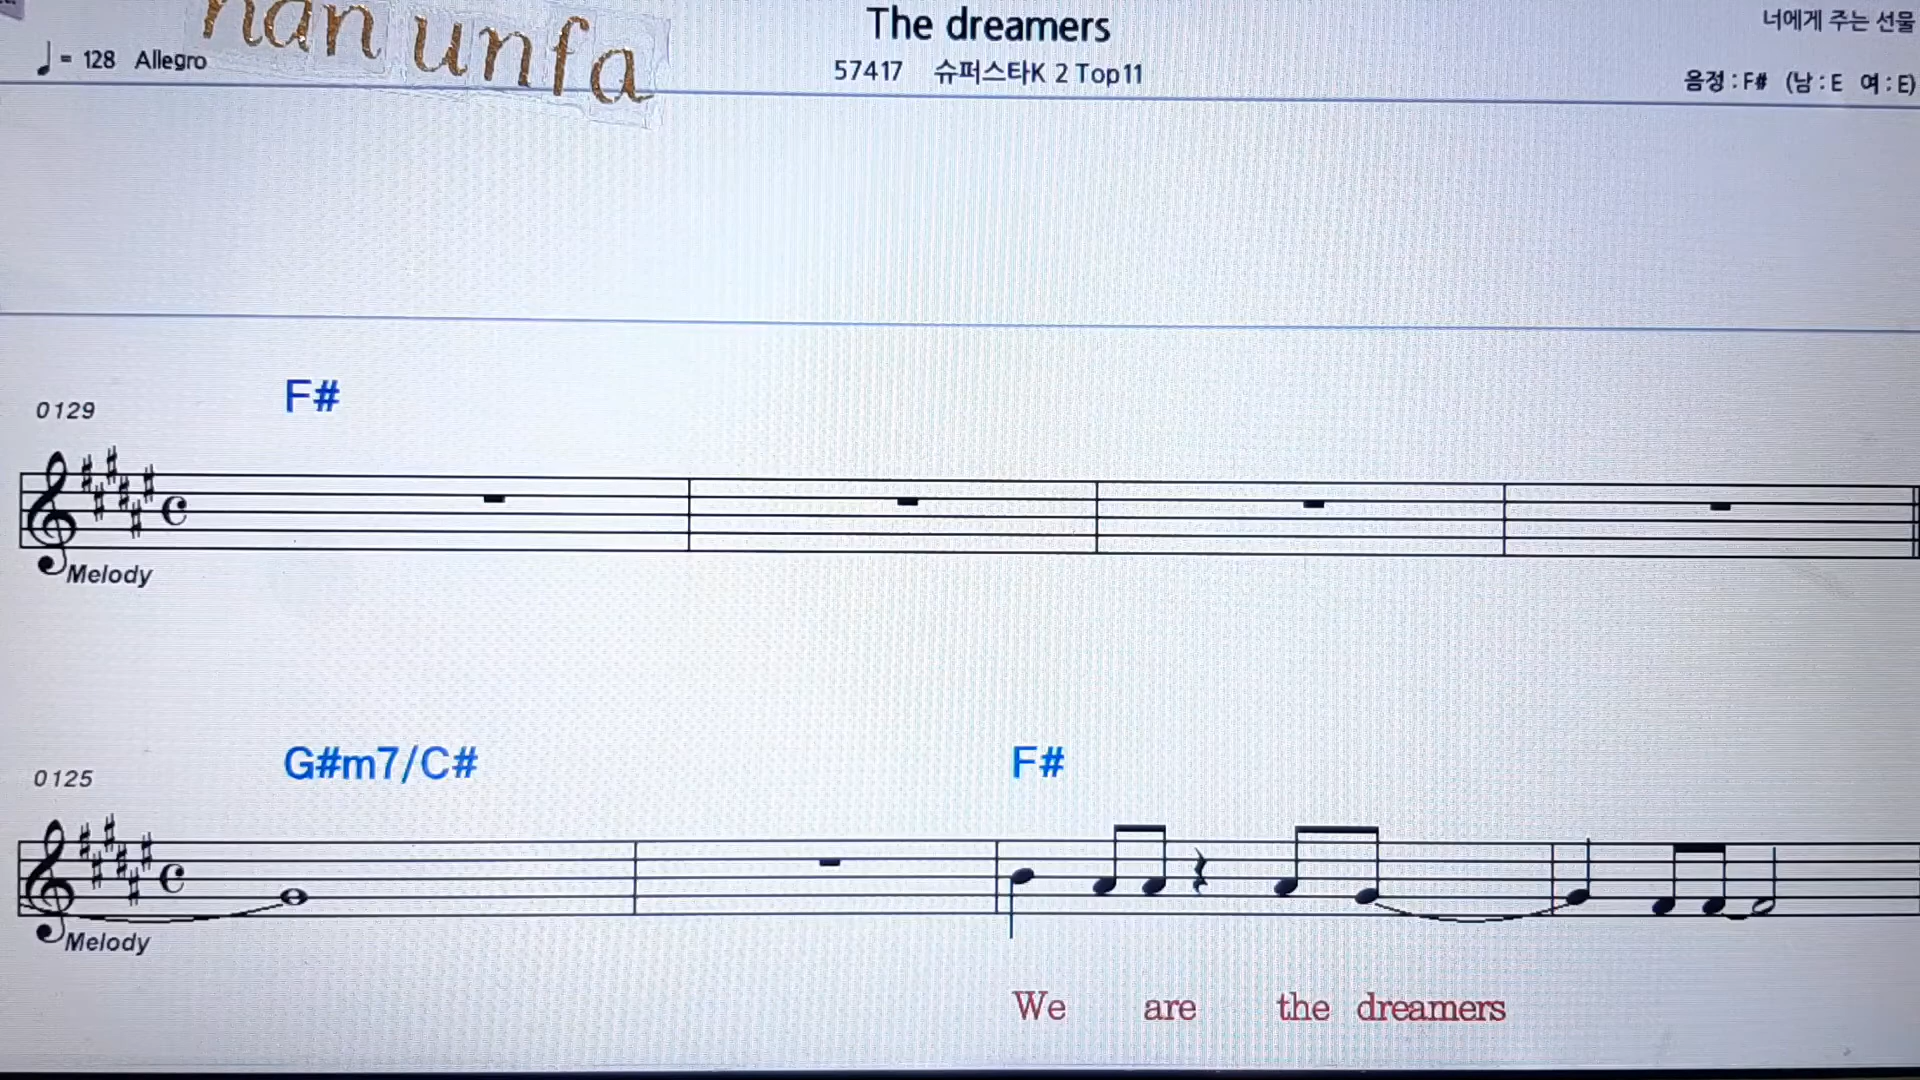 nan unfa
The dreamers
너에게 주는 선물
♩= 128 Allegro
57417 슈퍼스타K 2 Top11
음정 : F# (남 : E 여 : E)
F#
0129
Melody
G#m7/C# F#
0125
Melody
We are the dreamers